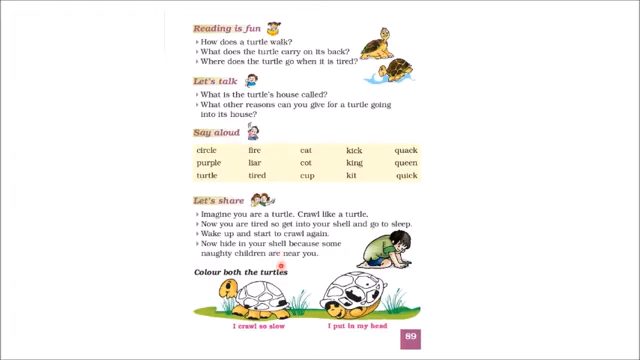 Reading is fun
How does a turtle walk?
What does the turtle carry on its back?
Where does the turtle go when it is tired?
Let's talk
What is the turtle's house called?
What other reasons can you give for a turtle going
into its house?
Say aloud
circle fire cat kick quack
purple liar cot king queen
turtle tired cup kit quick
Let's share
Imagine you are a turtle. Crawl like a turtle.
Now you are tired so get into your shell and go to sleep.
Wake up and start to crawl again.
Now hide in your shell because some
naughty children are near you.
Colour both the turtles
I crawl so slow I put in my head
89